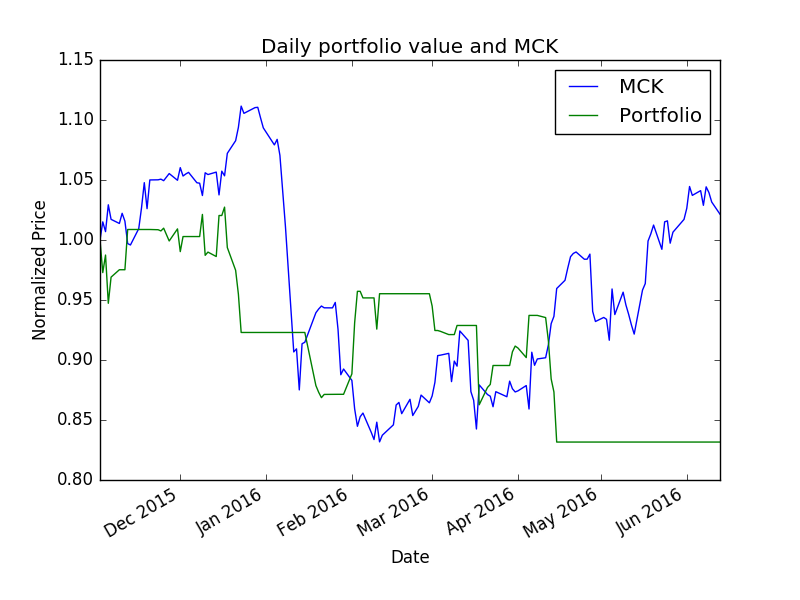 Daily portfolio value and MCK
1.15
1.10
1.05
1.00
0.95
0.90
0.85
0.80
Normalized Price
MCK
Portfolio
Dec 2015
Jan 2016
Feb 2016
Mar 2016
Apr 2016
May 2016
Jun 2016
Date